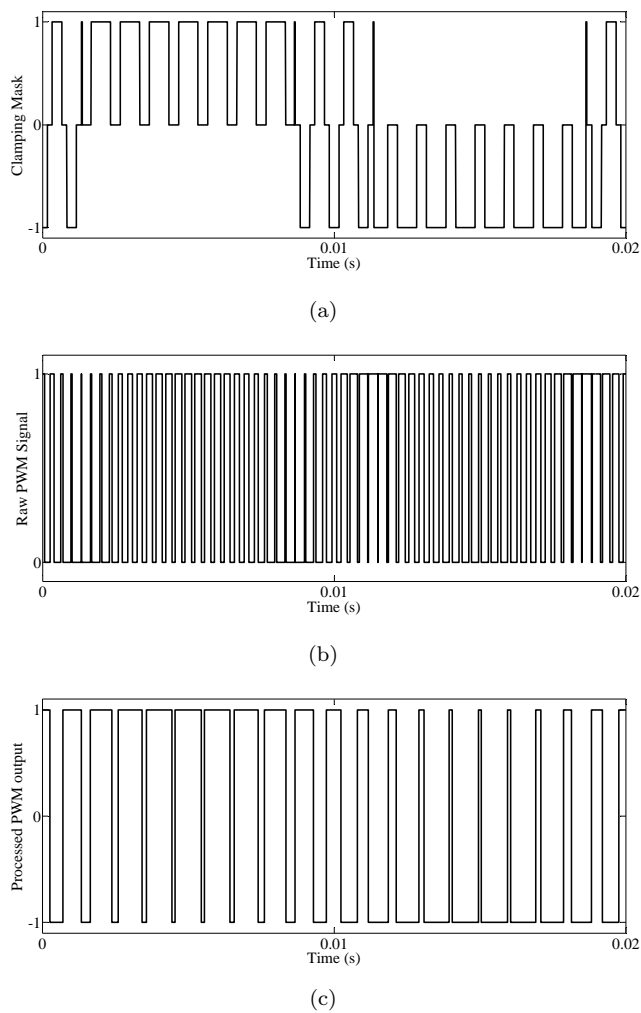 1
0
-1
Clamping Mask
0
0.01
0.02
Time (s)
(a)
1
0
Raw PWM Signal
0
0.01
0.02
Time (s)
(b)
1
0
-1
Processed PWM output
0
0.01
0.02
Time (s)
(c)